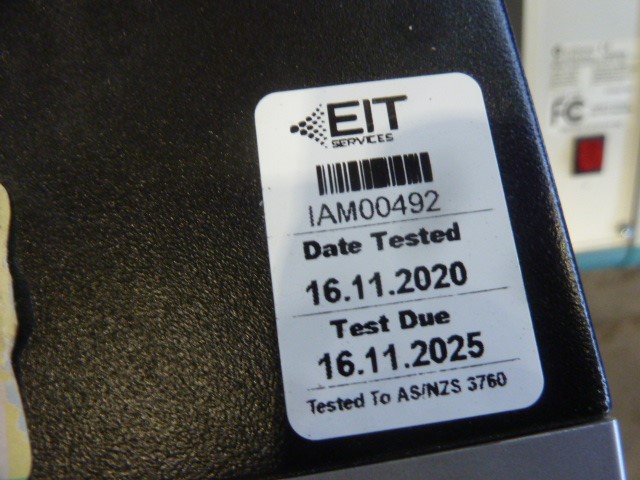 EIT
SERVICES
IAM00492
Date Tested
16.11.2020
Test Due
16.11.2025
Tested To AS/NZS 3760
FC